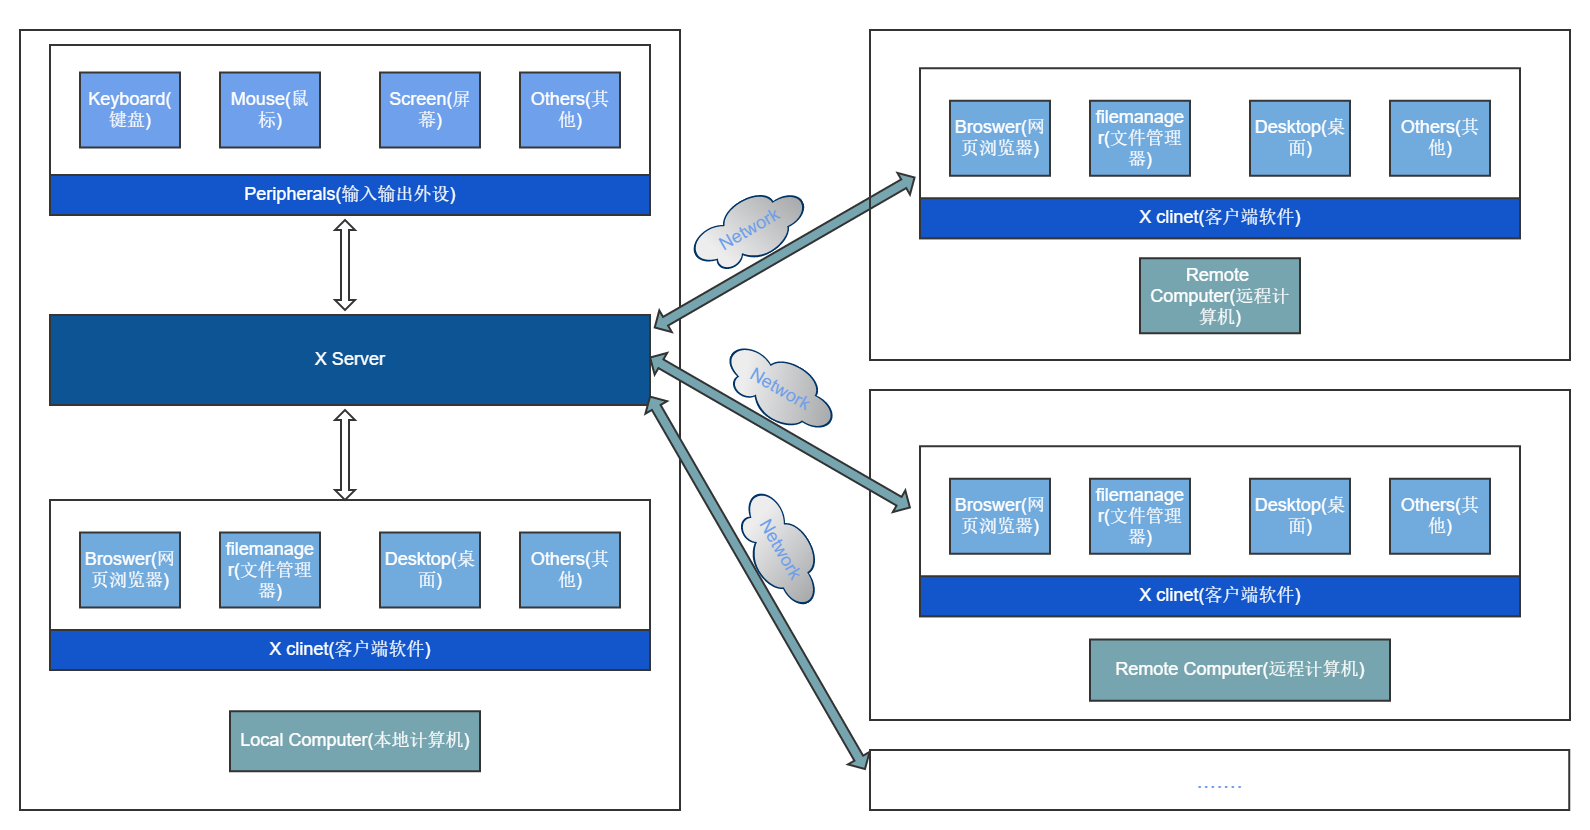 Keyboard(
键盘)
Mouse(鼠
标)
Screen(屏
幕)
Others(其
他)
Peripherals(输入输出外设)
X Server
Broswer(网
页浏览器)
filemanage
r(文件管理
器)
Desktop(桌
面)
Others(其
他)
X clinet(客户端软件)
Local Computer(本地计算机)
Network
Network
Network
Broswer(网
页浏览器)
filemanage
r(文件管理
器)
Desktop(桌
面)
Others(其
他)
X clinet(客户端软件)
Remote
Computer(远程计
算机)
Broswer(网
页浏览器)
filemanage
r(文件管理
器)
Desktop(桌
面)
Others(其
他)
X clinet(客户端软件)
Remote Computer(远程计算机)
.......